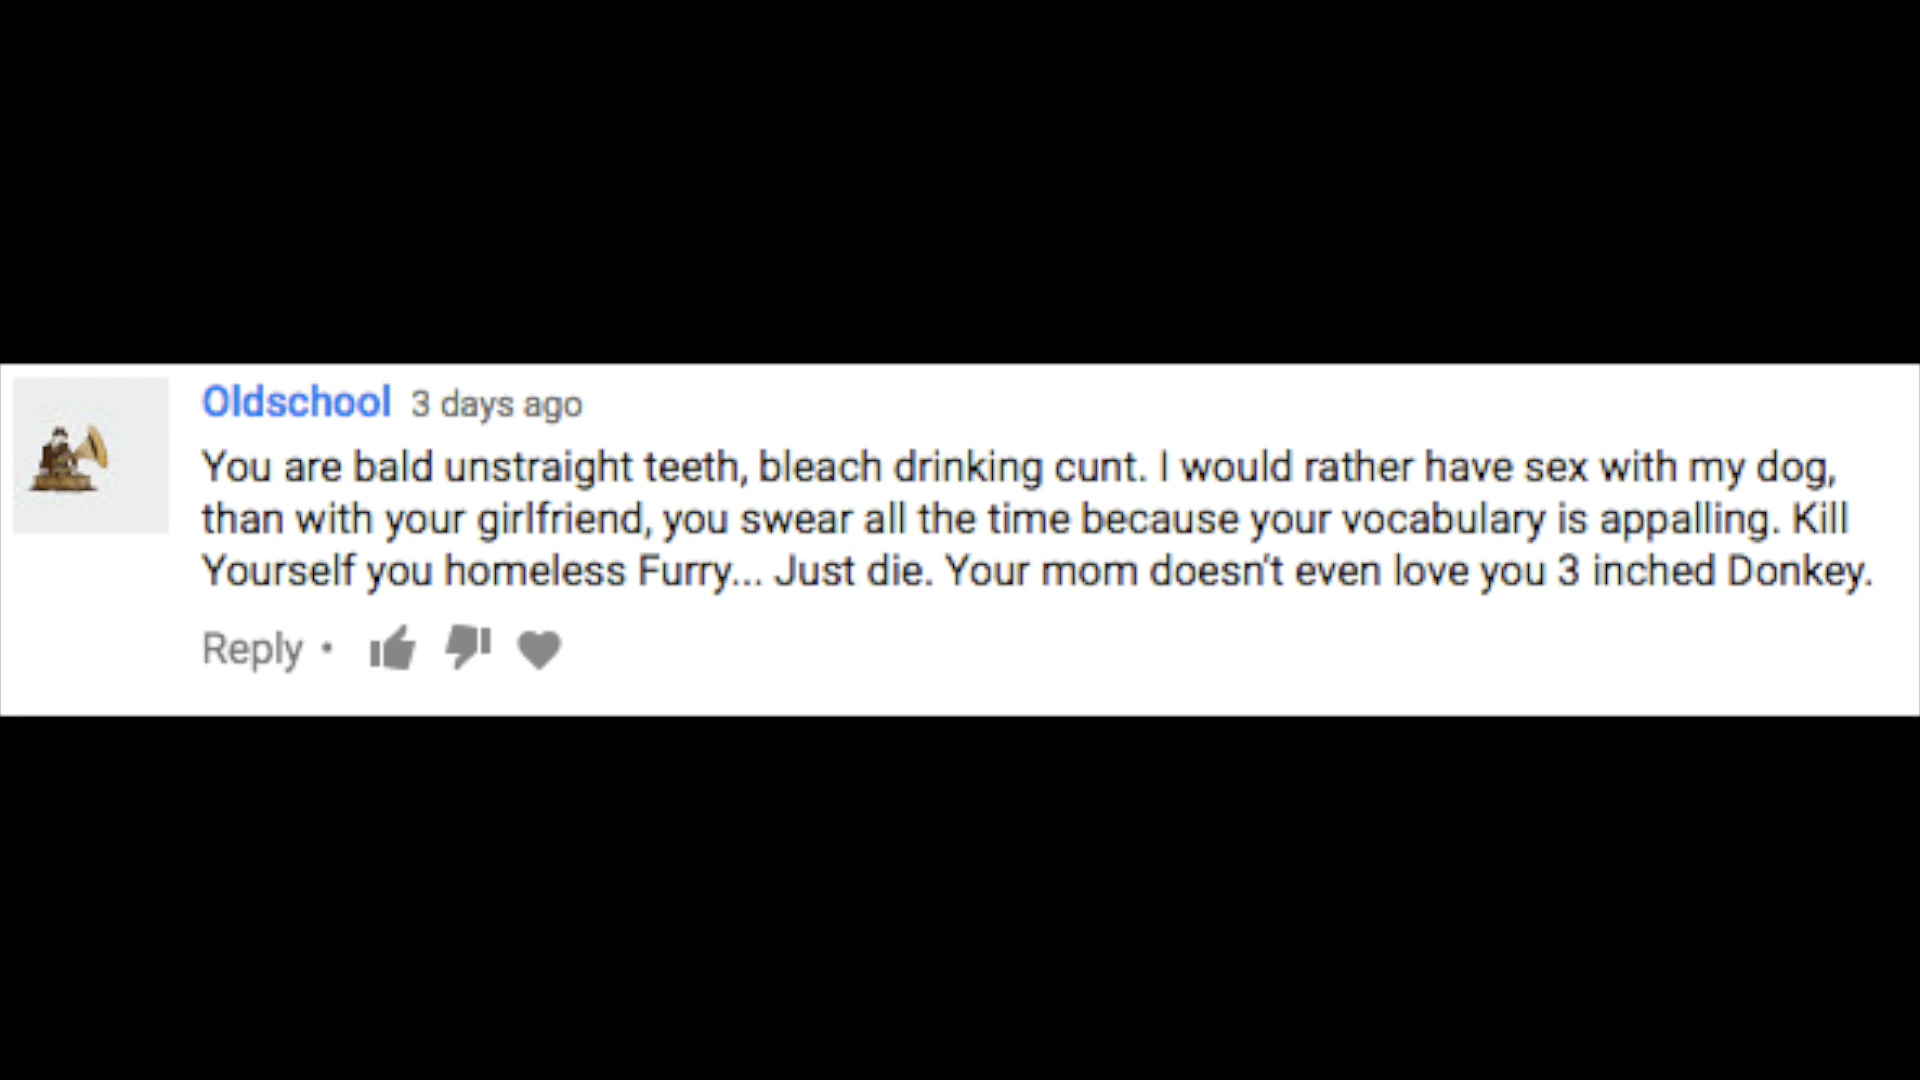 Oldschool 3 days ago
You are bald unstraight teeth, bleach drinking cunt. I would rather have sex with my dog,
than with your girlfriend, you swear all the time because your vocabulary is appalling. Kill
Yourself you homeless Furry... Just die. Your mom doesn't even love you 3 inched Donkey.
Reply •